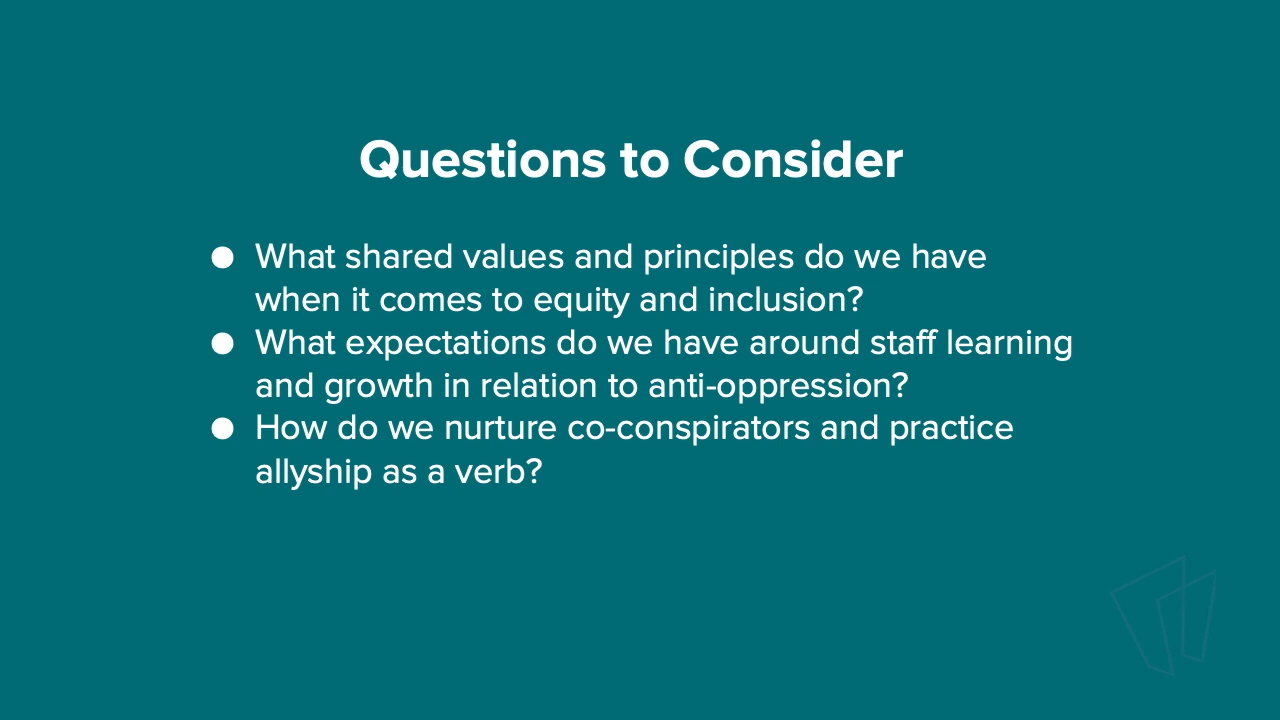 Questions to Consider
● What shared values and principles do we have
when it comes to equity and inclusion?
● What expectations do we have around staff learning
and growth in relation to anti-oppression?
● How do we nurture co-conspirators and practice
allyship as a verb?